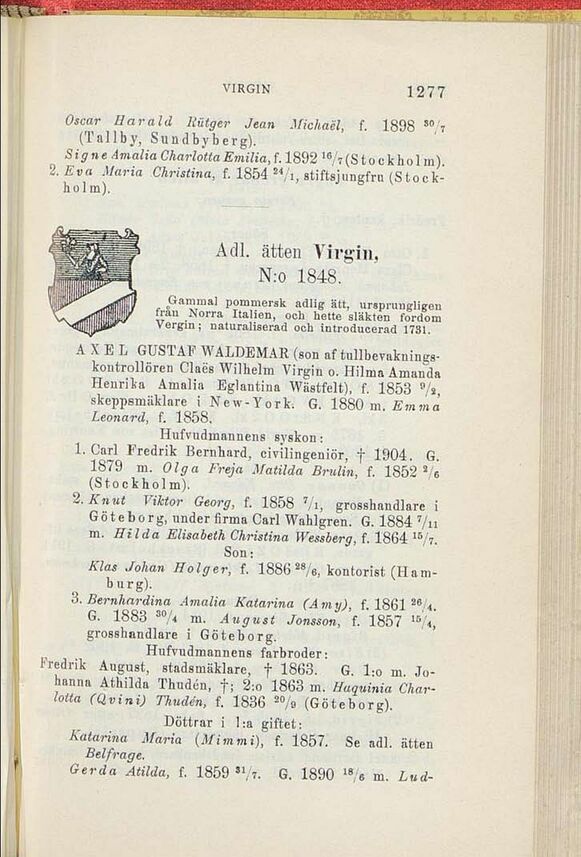 VIRGIN 1277
Oscar Harald Rütger Jean Michaël, f. 1898 30/7
(Tallby, Sundbyberg).
Signe Amalia Charlotta Emilia, f. 1892 16/7 (Stockholm).
2. Eva Maria Christina, f. 1854 24/1, stiftsjungfru (Stock-
holm).
Adl. ätten Virgin,
N:o 1848.
Gammal pommersk adlig ätt, ursprungligen
från Norra Italien, och hette släkten fordom
Vergin; naturaliserad och introducerad 1731.
AXEL GUSTAF WALDEMAR (son af tullbevaknings-
kontrollören Claës Wilhelm Virgin o. Hilma Amanda
Henrika Amalia Eglantina Wästfelt), f. 1853 9/2,
skeppsmäklare i New-York. G. 1880 m. Emma
Leonard, f. 1858.
Hufvudmannens syskon:
1. Carl Fredrik Bernhard, civilingeniör, † 1904. G.
1879 m. Olga Freja Matilda Brulin, f. 1852 2/6
(Stockholm).
2. Knut Viktor Georg, f. 1858 7/1, grosshandlare i
Göteborg, under firma Carl Wahlgren. G. 1884 7/11
m. Hilda Elisabeth Christina Wessberg, f. 1864 15/7.
Son:
Klas Johan Holger, f. 1886 28/6, kontorist (Ham-
burg).
3. Bernhardina Amalia Katarina (Amy), f. 1861 26/4.
G. 1883 30/4 m. August Jonsson, f. 1857 15/4,
grosshandlare i Göteborg.
Hufvudmannens farbroder:
Fredrik August, stadsmäklare, † 1863. G. 1:o m. Jo-
hanna Athilda Thudén, †; 2:o 1863 m. Haquinia Char-
lotta (Qvini) Thudén, f. 1836 20/9 (Göteborg).
Döttrar i 1:a giftet:
Katarina Maria (Mimmi), f. 1857. Se adl. ätten
Belfrage.
Gerda Atilda, f. 1859 31/7. G. 1890 18/6 m. Lud-